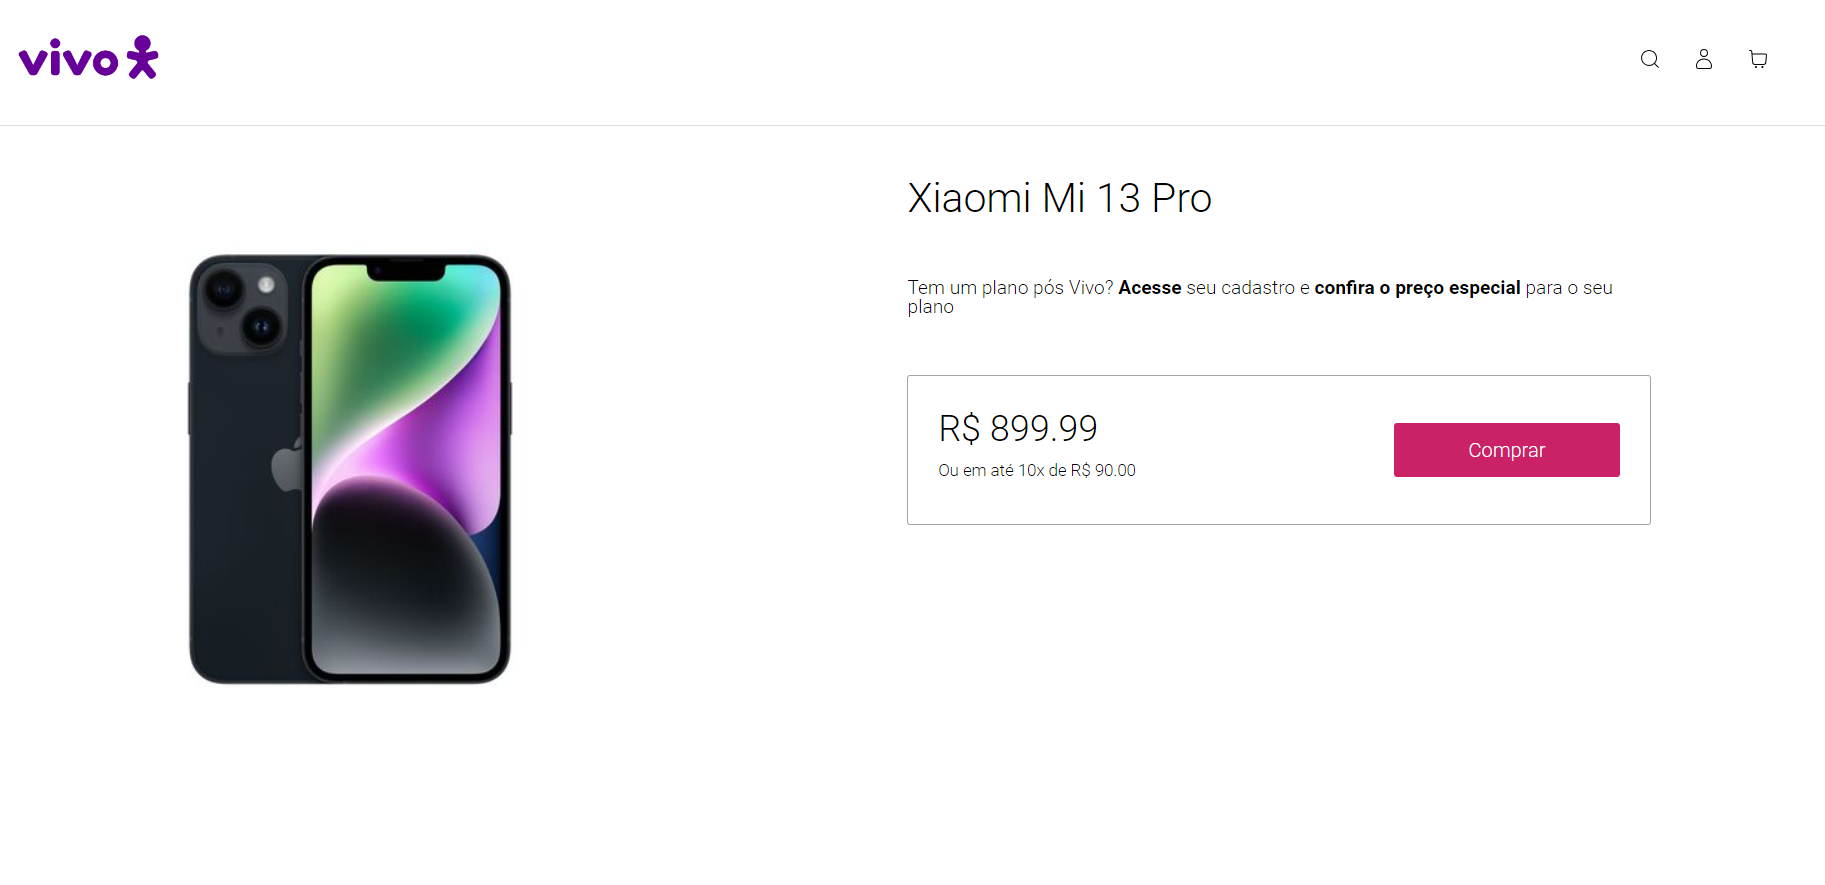 vivo
Xiaomi Mi 13 Pro
Tem um plano pós Vivo? Acesse seu cadastro e confira o preço especial para o seu
plano
R$ 899.99
Ou em até 10x de R$ 90.00
Comprar